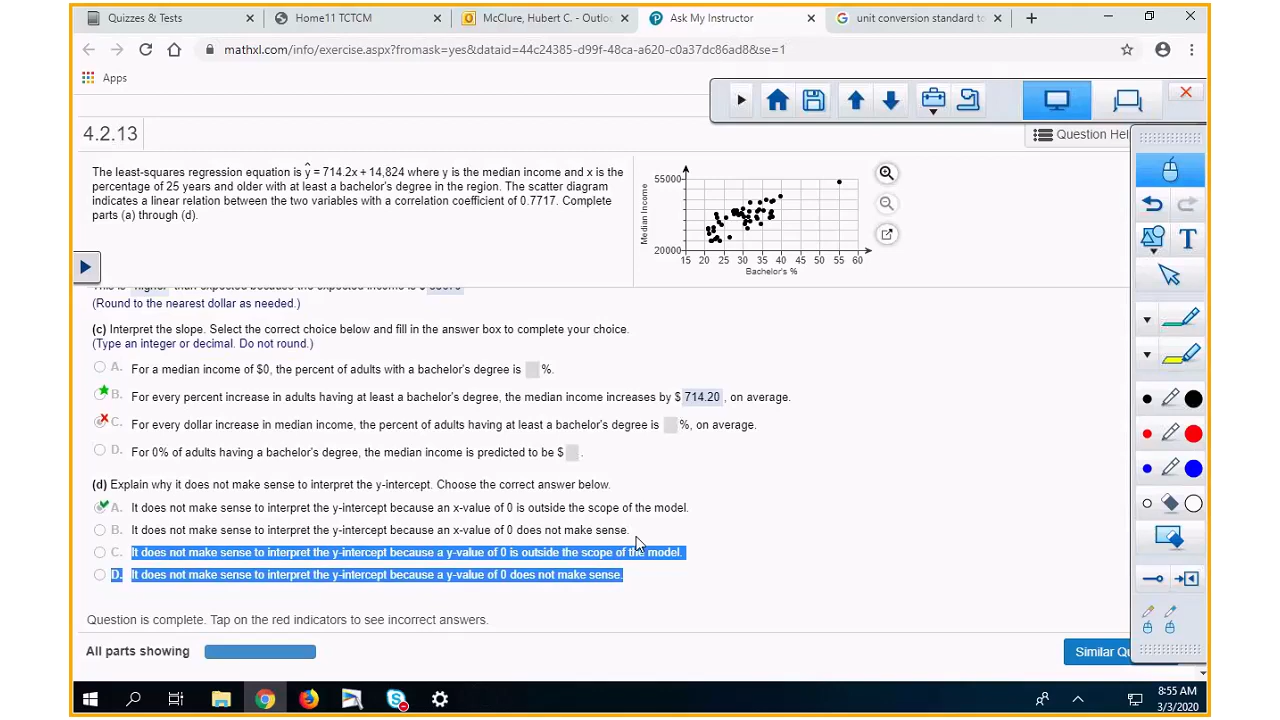 Quizzes & Tests
Home11 TCTCM
McClure, Hubert C. - Outloo
Ask My Instructor
unit conversion standard to
mathxl.com/info/exercise.aspx?fromask=yes&dataid=44c24385-d99f-48ca-a620-c0a37dc86ad8&se=1
Apps
4.2.13
Question Hel
The least-squares regression equation is ŷ = 714.2x + 14,824 where y is the median income and x is the
percentage of 25 years and older with at least a bachelor's degree in the region. The scatter diagram
indicates a linear relation between the two variables with a correlation coefficient of 0.7717. Complete
parts (a) through (d).
55000
Median Income
20000
15 20 25 30 35 40 45 50 55 60
Bachelor's %
than expected because the expected income is $
(Round to the nearest dollar as needed.)
(c) Interpret the slope. Select the correct choice below and fill in the answer box to complete your choice.
(Type an integer or decimal. Do not round.)
A. For a median income of $0, the percent of adults with a bachelor's degree is %.
B. For every percent increase in adults having at least a bachelor's degree, the median income increases by $ 714.20 , on average.
C. For every dollar increase in median income, the percent of adults having at least a bachelor's degree is %, on average.
D. For 0% of adults having a bachelor's degree, the median income is predicted to be $ .
(d) Explain why it does not make sense to interpret the y-intercept. Choose the correct answer below.
A. It does not make sense to interpret the y-intercept because an x-value of 0 is outside the scope of the model.
B. It does not make sense to interpret the y-intercept because an x-value of 0 does not make sense.
C. It does not make sense to interpret the y-intercept because a y-value of 0 is outside the scope of the model.
D. It does not make sense to interpret the y-intercept because a y-value of 0 does not make sense.
Question is complete. Tap on the red indicators to see incorrect answers.
All parts showing
Similar Qu
T
8:55 AM
3/3/2020